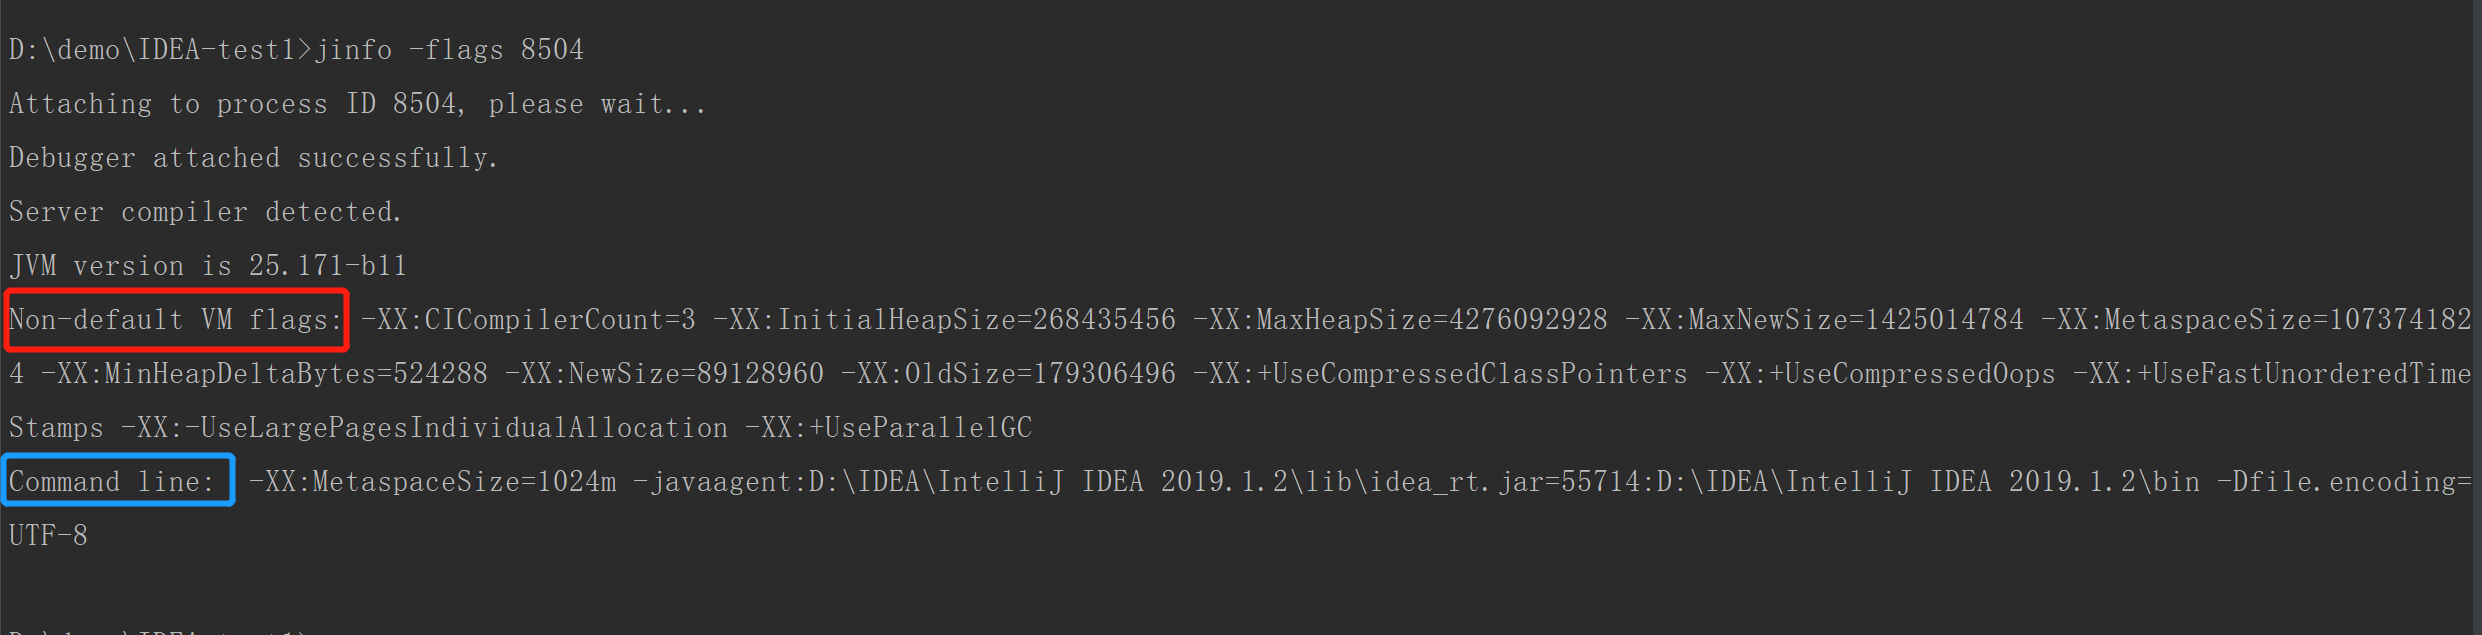 D:\demo\IDEA-test1>jinfo -flags 8504
Attaching to process ID 8504, please wait...
Debugger attached successfully.
Server compiler detected.
JVM version is 25.171-b11
Non-default VM flags: -XX:CICompilerCount=3 -XX:InitialHeapSize=268435456 -XX:MaxHeapSize=4276092928 -XX:MaxNewSize=1425014784 -XX:MetaspaceSize=107374182
4 -XX:MinHeapDeltaBytes=524288 -XX:NewSize=89128960 -XX:OldSize=179306496 -XX:+UseCompressedClassPointers -XX:+UseCompressedOops -XX:+UseFastUnorderedTime
Stamps -XX:-UseLargePagesIndividualAllocation -XX:+UseParallelGC
Command line:  -XX:MetaspaceSize=1024m -javaagent:D:\IDEA\IntelliJ IDEA 2019.1.2\lib\idea_rt.jar=55714:D:\IDEA\IntelliJ IDEA 2019.1.2\bin -Dfile.encoding=
UTF-8